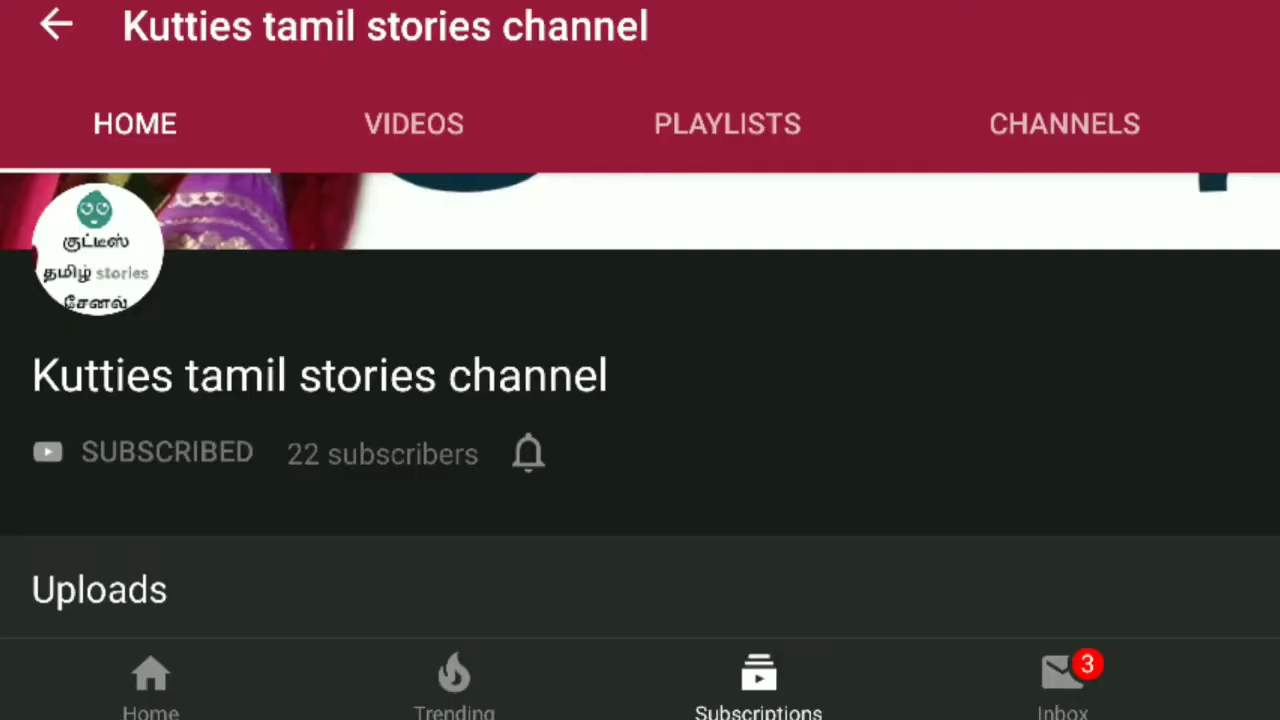 Kutties tamil stories channel
HOME VIDEOS PLAYLISTS CHANNELS
குட்டீஸ்
தமிழ் stories
சேனல்
Kutties tamil stories channel
SUBSCRIBED 22 subscribers
Uploads
3
Home Trending Subscriptions Inbox